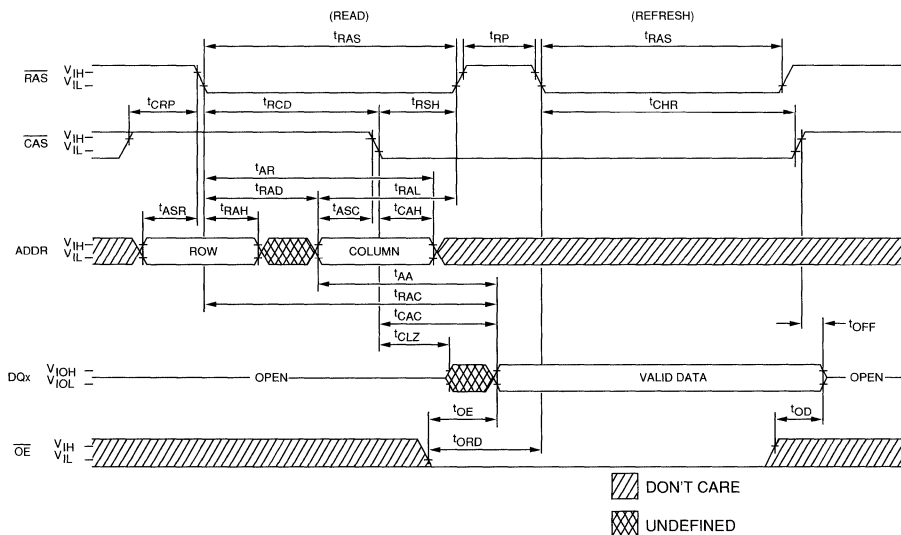 (READ) (REFRESH)
tRAS tRP tRAS
RAS VIH VIL
tCRP tRCD tRSH tCHR
CAS VIH VIL
tAR
tRAD tRAL
tASR tRAH tASC tCAH
ADDR VIH VIL ROW COLUMN
tAA
tRAC
tCAC tOFF
tCLZ
DQx VIOH VIOL OPEN VALID DATA OPEN
tOE tOD
tORD
OE VIH VIL
DON'T CARE
UNDEFINED